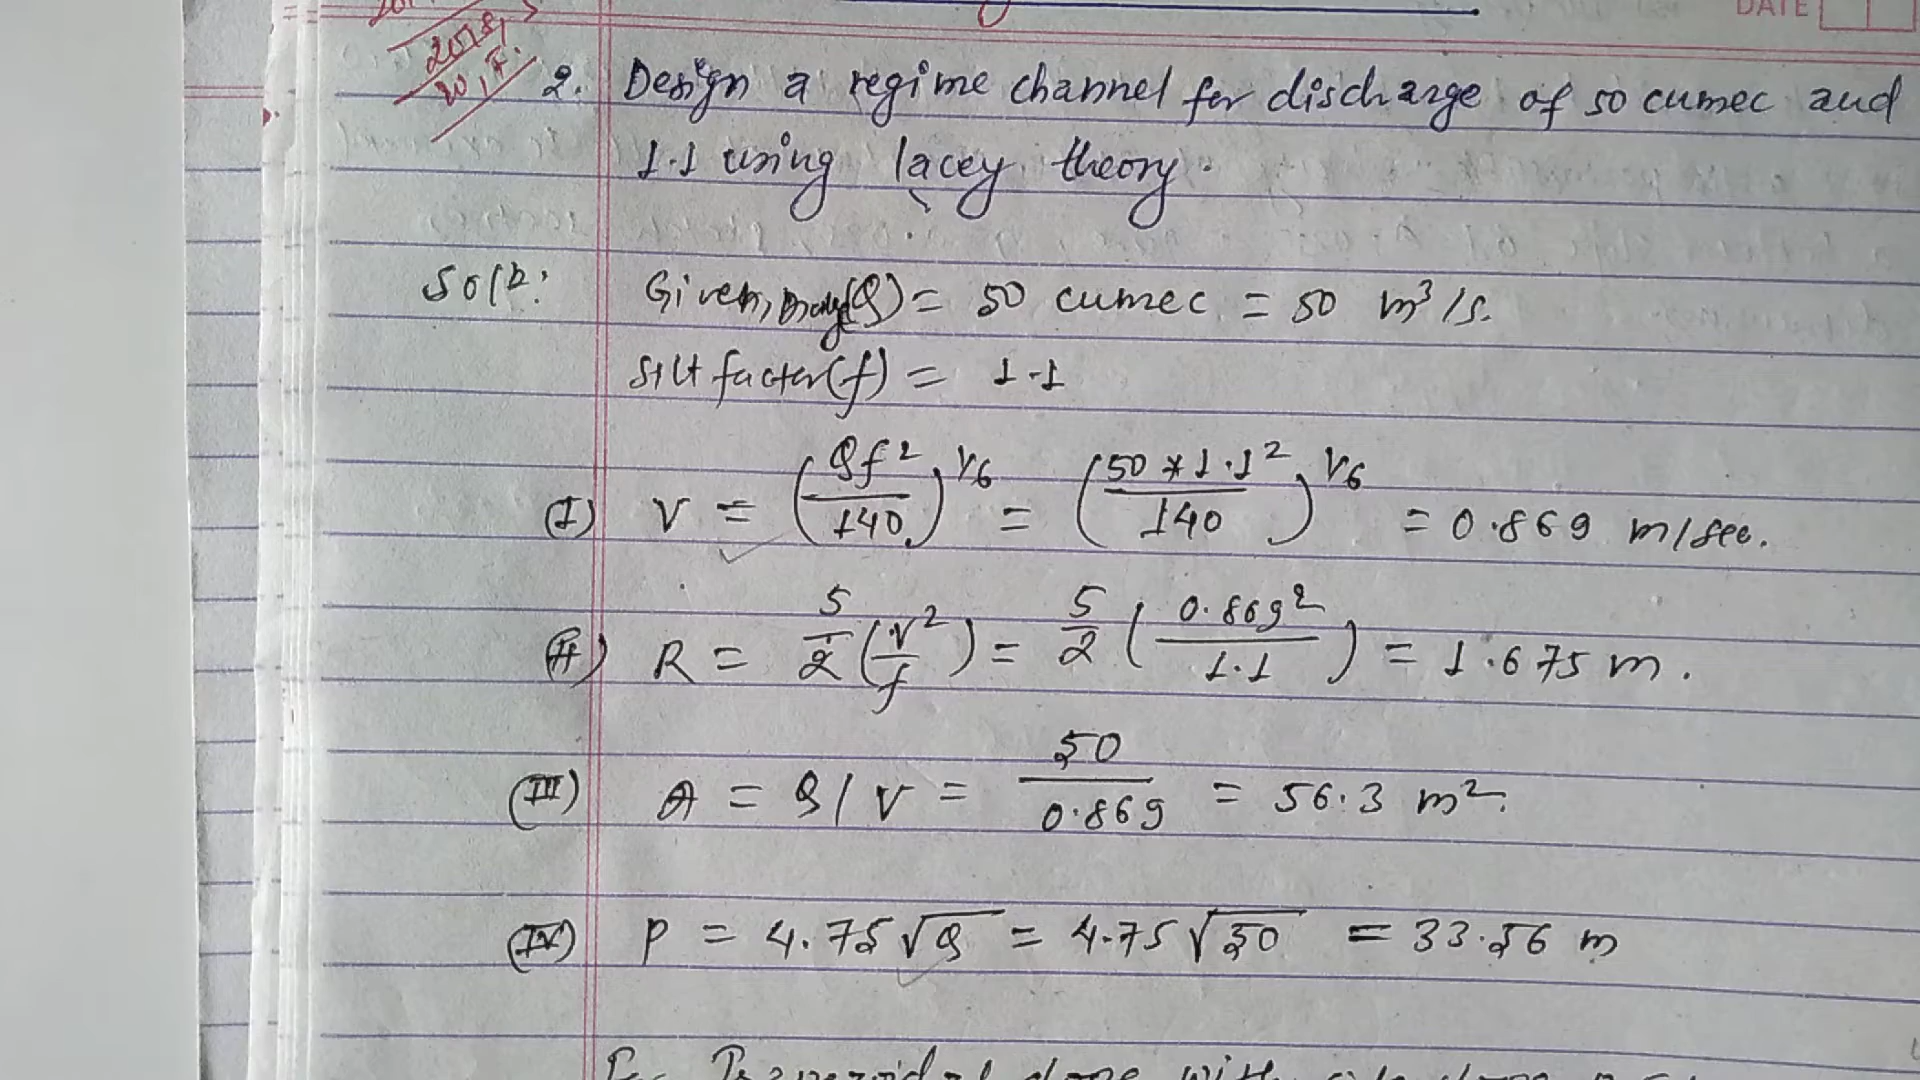 DATE
2018,
20, F.
2. Design a regime channel for discharge of 50 cumec and
1.1 using lacey theory.
Soln: Given, (Q) = 50 cumec = 50 m³/s.
silt factor(f) = 1.1
(I) V = (Qf²/140)^1/6 = (50*1.1²/140)^1/6 = 0.869 m/sec.
(II) R = 5/2 (v²/f) = 5/2 (0.869²/1.1) = 1.675 m.
(III) A = Q/V = 50/0.869 = 56.3 m².
(IV) P = 4.75√Q = 4.75√50 = 33.56 m